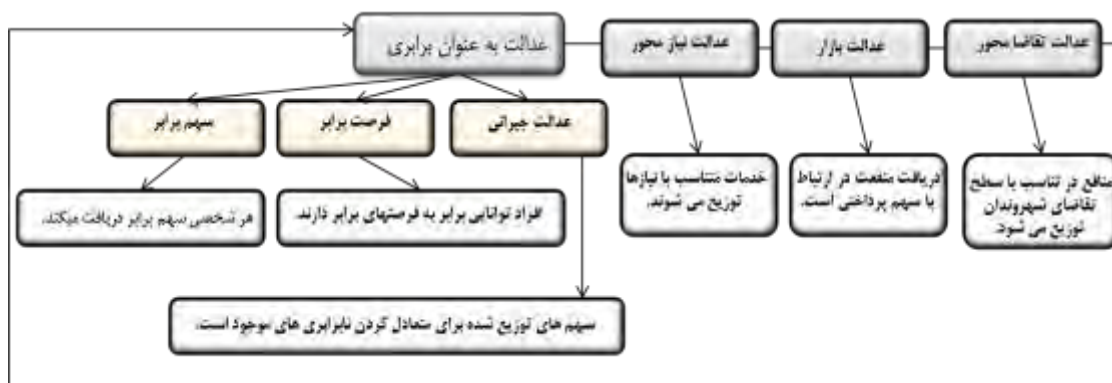 عدالت تقاضا محور
عدالت بازار
عدالت نیاز محور
عدالت به عنوان برابری
عدالت جبرانی
فرصت برابر
سهم برابر
منافع در تناسب با سطح
تقاضای شهروندان
توزیع می شود.
دریافت منفعت در ارتباط
با سهم پرداختی است.
خدمات متناسب با نیازها
توزیع می شوند.
افراد توانایی برابر به فرصتهای برابر دارند.
هر شخصی سهم برابر دریافت میکند.
سهم های توزیع شده برای متعادل کردن نابرابری های موجود است.